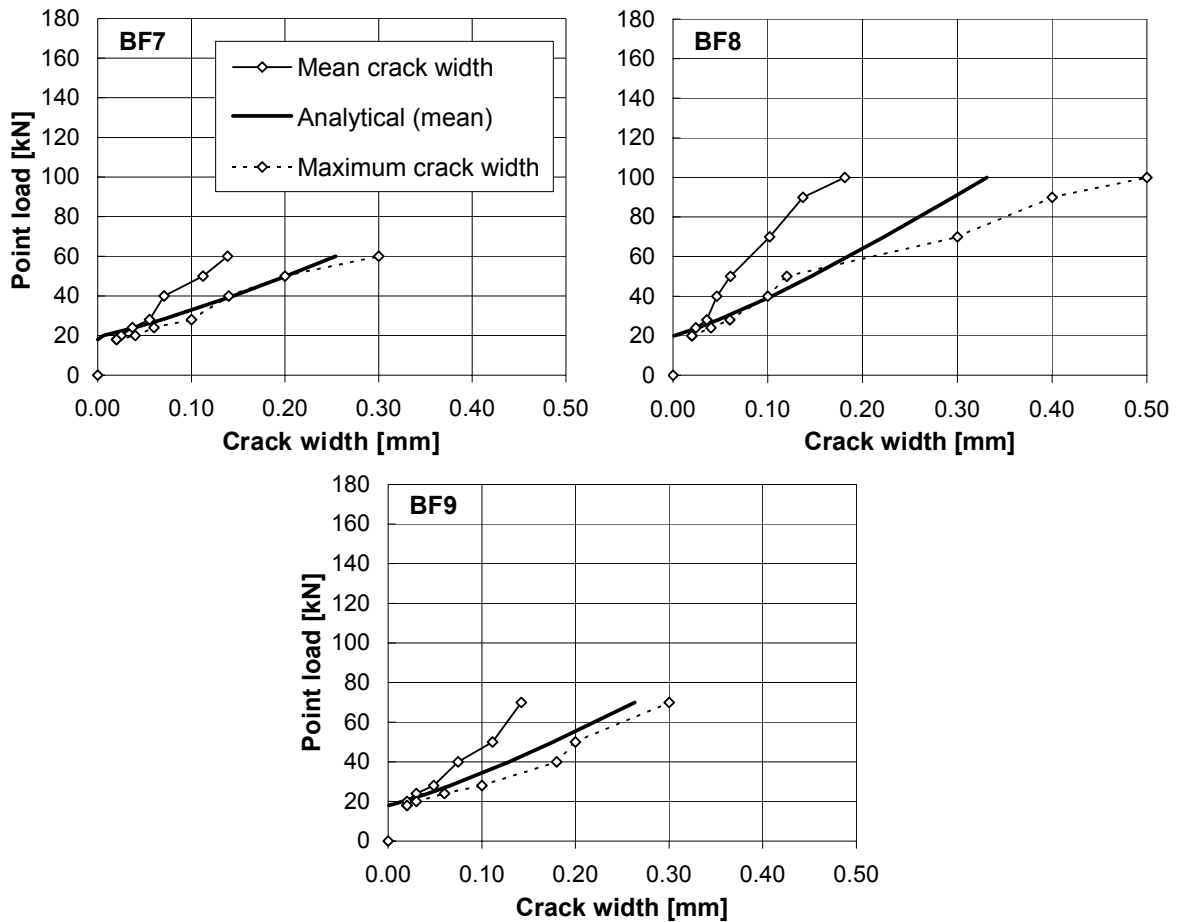 BF7
Mean crack width
Analytical (mean)
Maximum crack width
180
160
140
120
100
80
60
40
20
0
Point load [kN]
0.00 0.10 0.20 0.30 0.40 0.50
Crack width [mm]
BF8
180
160
140
120
100
80
60
40
20
0
0.00 0.10 0.20 0.30 0.40 0.50
Crack width [mm]
BF9
180
160
140
120
100
80
60
40
20
0
Point load [kN]
0.00 0.10 0.20 0.30 0.40 0.50
Crack width [mm]